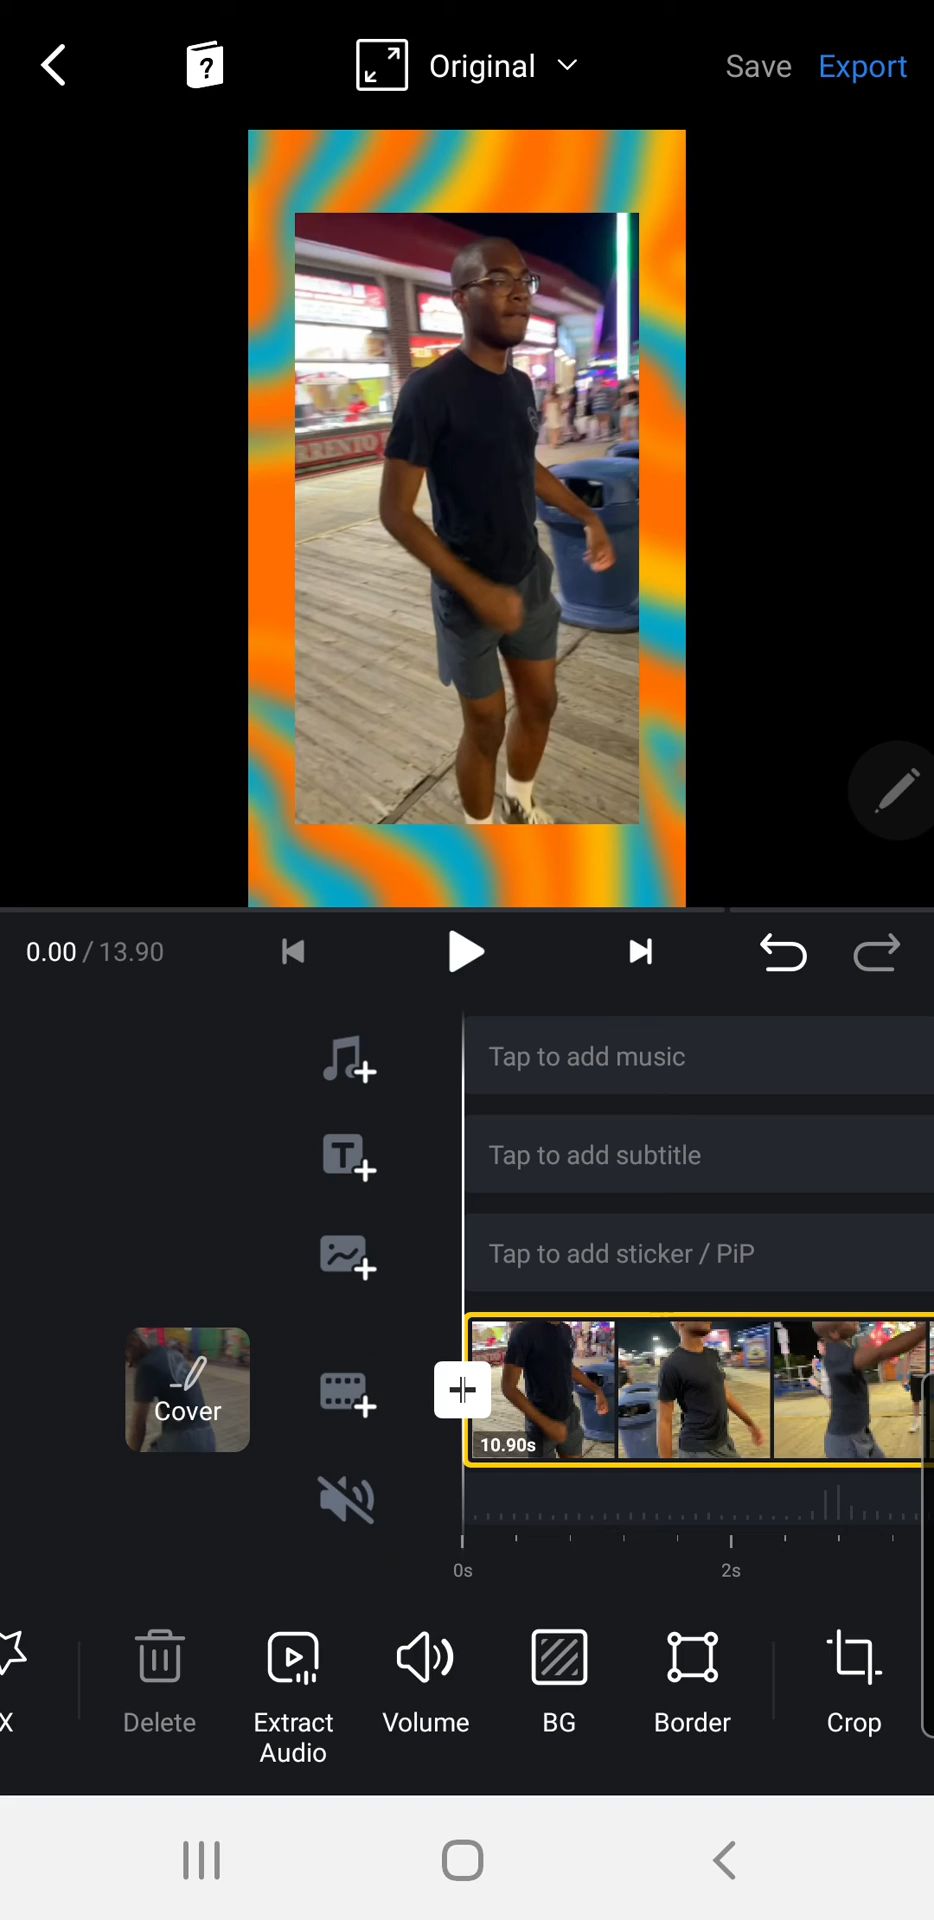 Original
Save
Export
RRENTO
0.00 / 13.90
Tap to add music
Tap to add subtitle
Tap to add sticker / PiP
Cover
10.90s
0s
2s
X
Delete
Extract
Audio
Volume
BG
Border
Crop